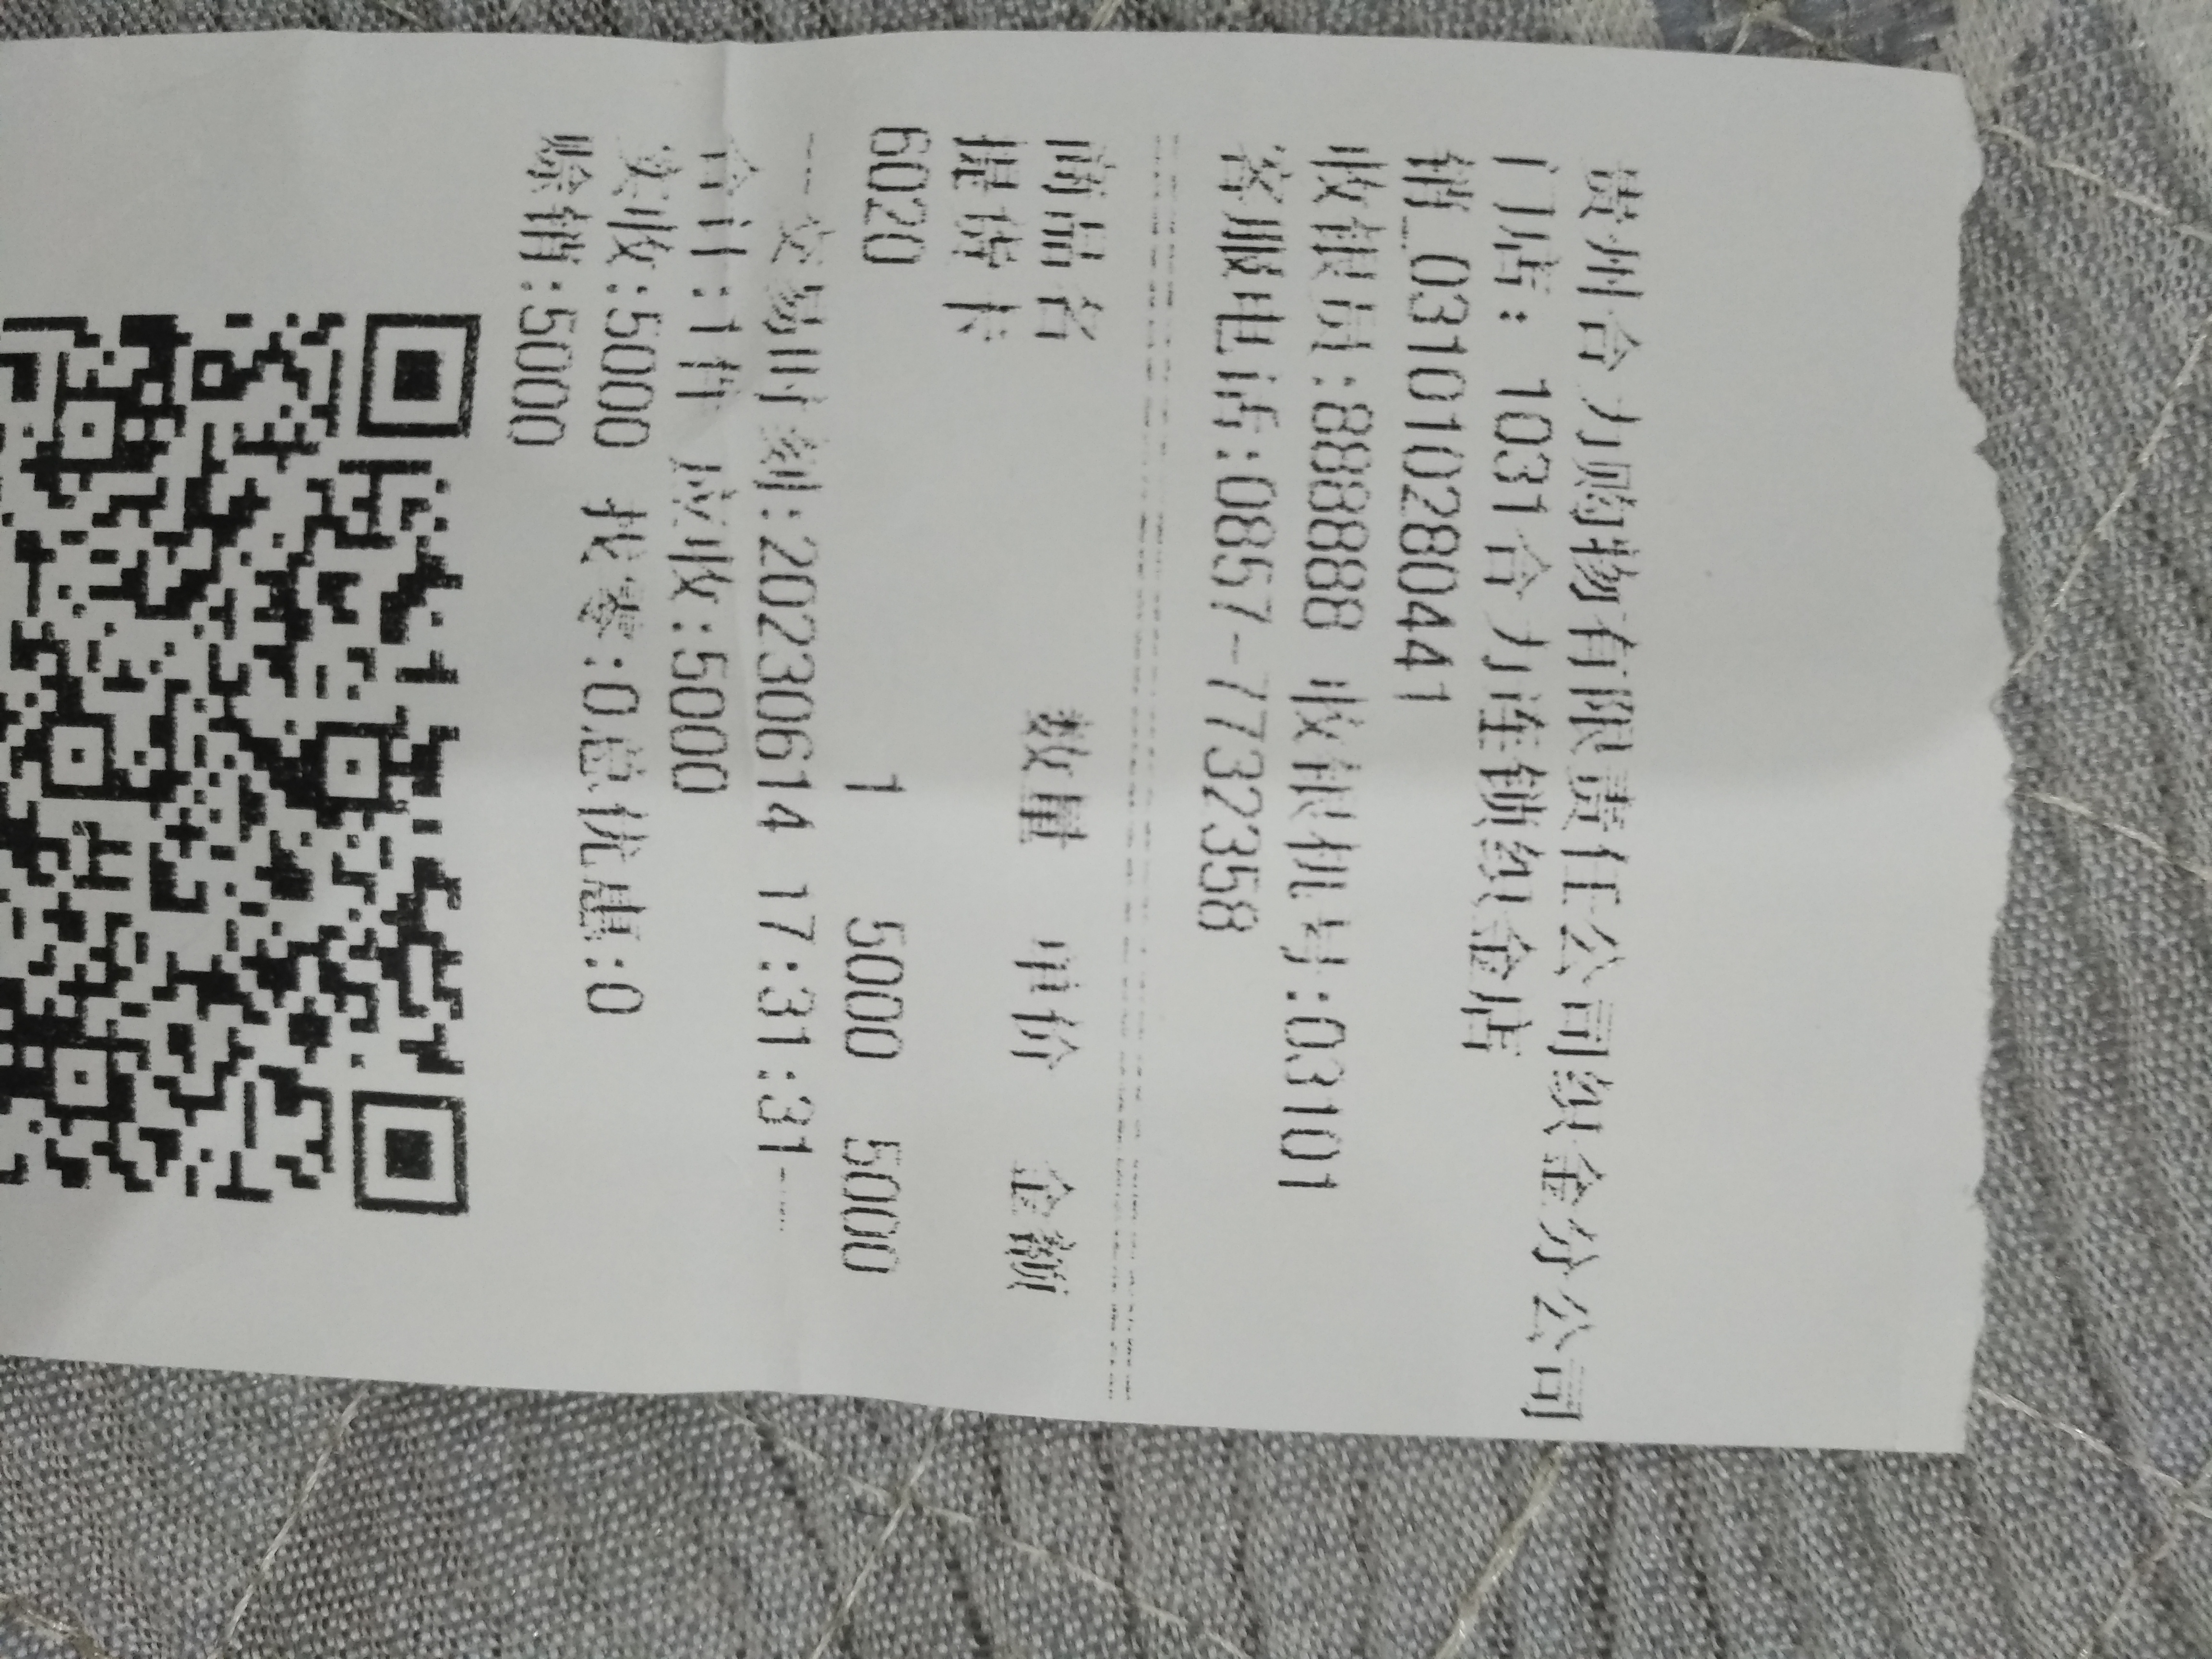 贵州合力购物有限责任公司织金分公司
门店：1031合力连锁织金店
销_031010280441
收银员:888888 收银机号:03101
客服电话:0857-7732358
商品名 数量 单价 金额
提货卡
6020 1 5000 5000
--交易时刻:20230614 17:31:31--
合计:1件 应收:5000
实收:5000 找零:0总优惠:0
赊销:5000